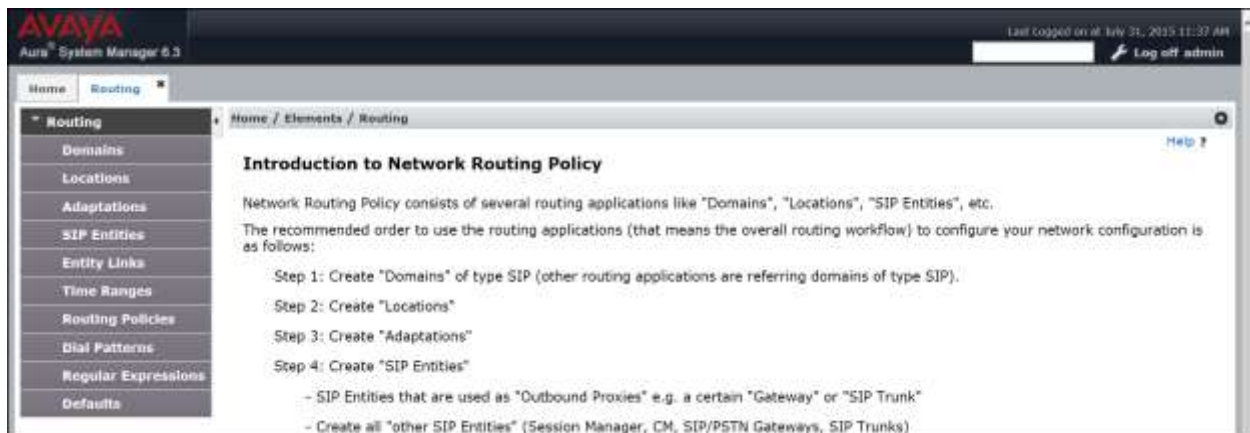 AVAYA
Aura® System Manager 6.3
Last Logged on at July 31, 2015 11:37 AM
Log off admin
Home
Routing
Routing
Domains
Locations
Adaptations
SIP Entities
Entity Links
Time Ranges
Routing Policies
Dial Patterns
Regular Expressions
Defaults
Home / Elements / Routing
Help ?
Introduction to Network Routing Policy
Network Routing Policy consists of several routing applications like "Domains", "Locations", "SIP Entities", etc.
The recommended order to use the routing applications (that means the overall routing workflow) to configure your network configuration is
as follows:
Step 1: Create "Domains" of type SIP (other routing applications are referring domains of type SIP).
Step 2: Create "Locations"
Step 3: Create "Adaptations"
Step 4: Create "SIP Entities"
- SIP Entities that are used as "Outbound Proxies" e.g. a certain "Gateway" or "SIP Trunk"
- Create all "other SIP Entities" (Session Manager, CM, SIP/PSTN Gateways, SIP Trunks)